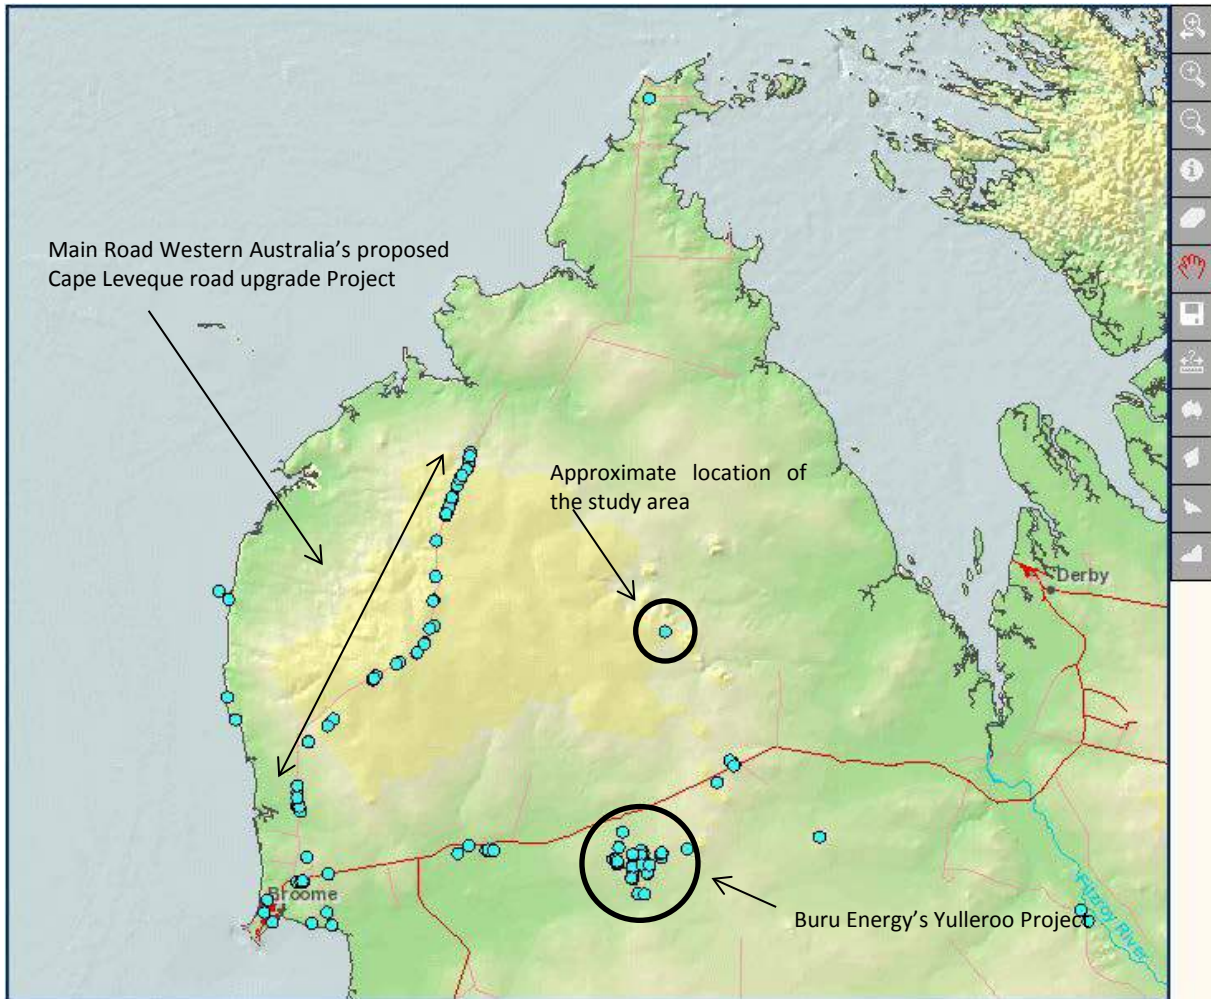 Main Road Western Australia's proposed
Cape Leveque road upgrade Project
Approximate location of
the study area
Derby
Broome
Buru Energy's Yulleroo Project
Fitzroy River